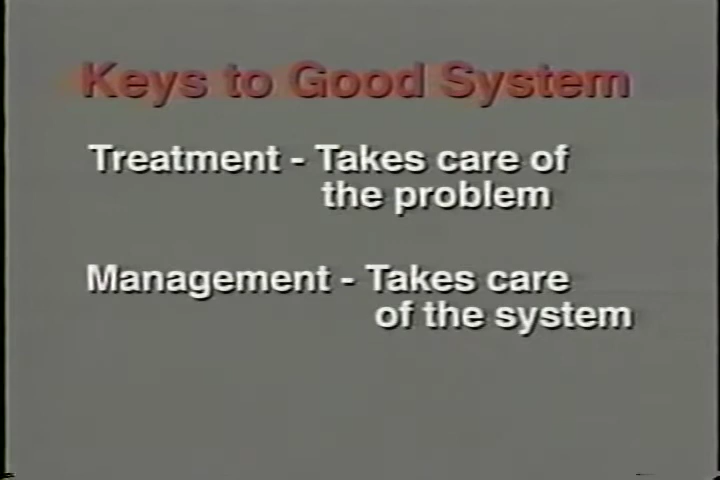 Keys to Good System
Treatment - Takes care of
the problem
Management - Takes care
of the system